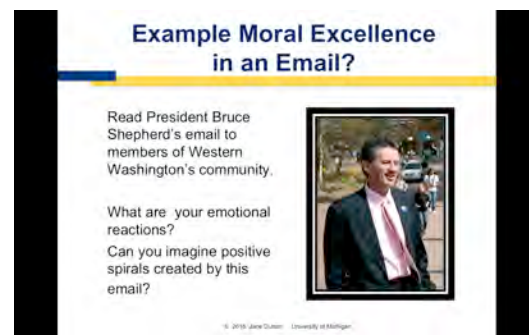 Example Moral Excellence
in an Email?
Read President Bruce
Shepherd's email to
members of Western
Washington's community.
What are your emotional
reactions?
Can you imagine positive
spirals created by this
email?
© 2016 Jane Dutton University of Michigan